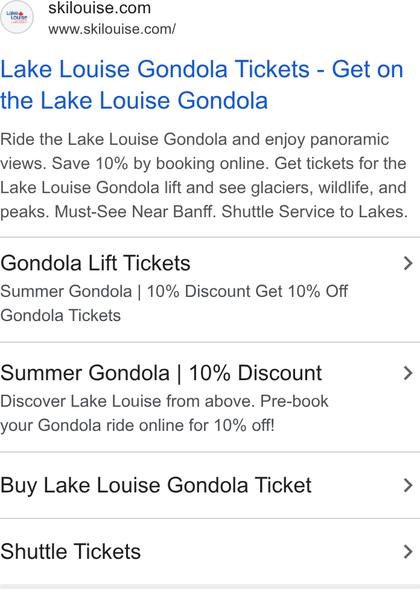 skilouise.com
www.skilouise.com/
Lake Louise Gondola Tickets - Get on
the Lake Louise Gondola
Ride the Lake Louise Gondola and enjoy panoramic
views. Save 10% by booking online. Get tickets for the
Lake Louise Gondola lift and see glaciers, wildlife, and
peaks. Must-See Near Banff. Shuttle Service to Lakes.
Gondola Lift Tickets
Summer Gondola | 10% Discount Get 10% Off
Gondola Tickets
Summer Gondola | 10% Discount
Discover Lake Louise from above. Pre-book
your Gondola ride online for 10% off!
Buy Lake Louise Gondola Ticket
Shuttle Tickets